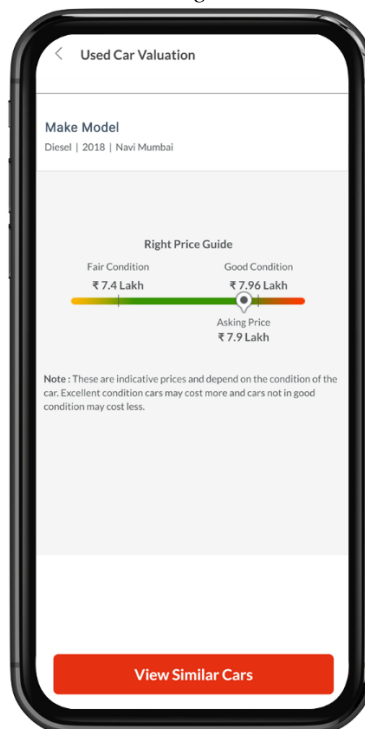 Used Car Valuation
Make Model
Diesel | 2018 | Navi Mumbai
Right Price Guide
Fair Condition Good Condition
₹ 7.4 Lakh ₹ 7.96 Lakh
Asking Price
₹ 7.9 Lakh
Note : These are indicative prices and depend on the condition of the
car. Excellent condition cars may cost more and cars not in good
condition may cost less.
View Similar Cars